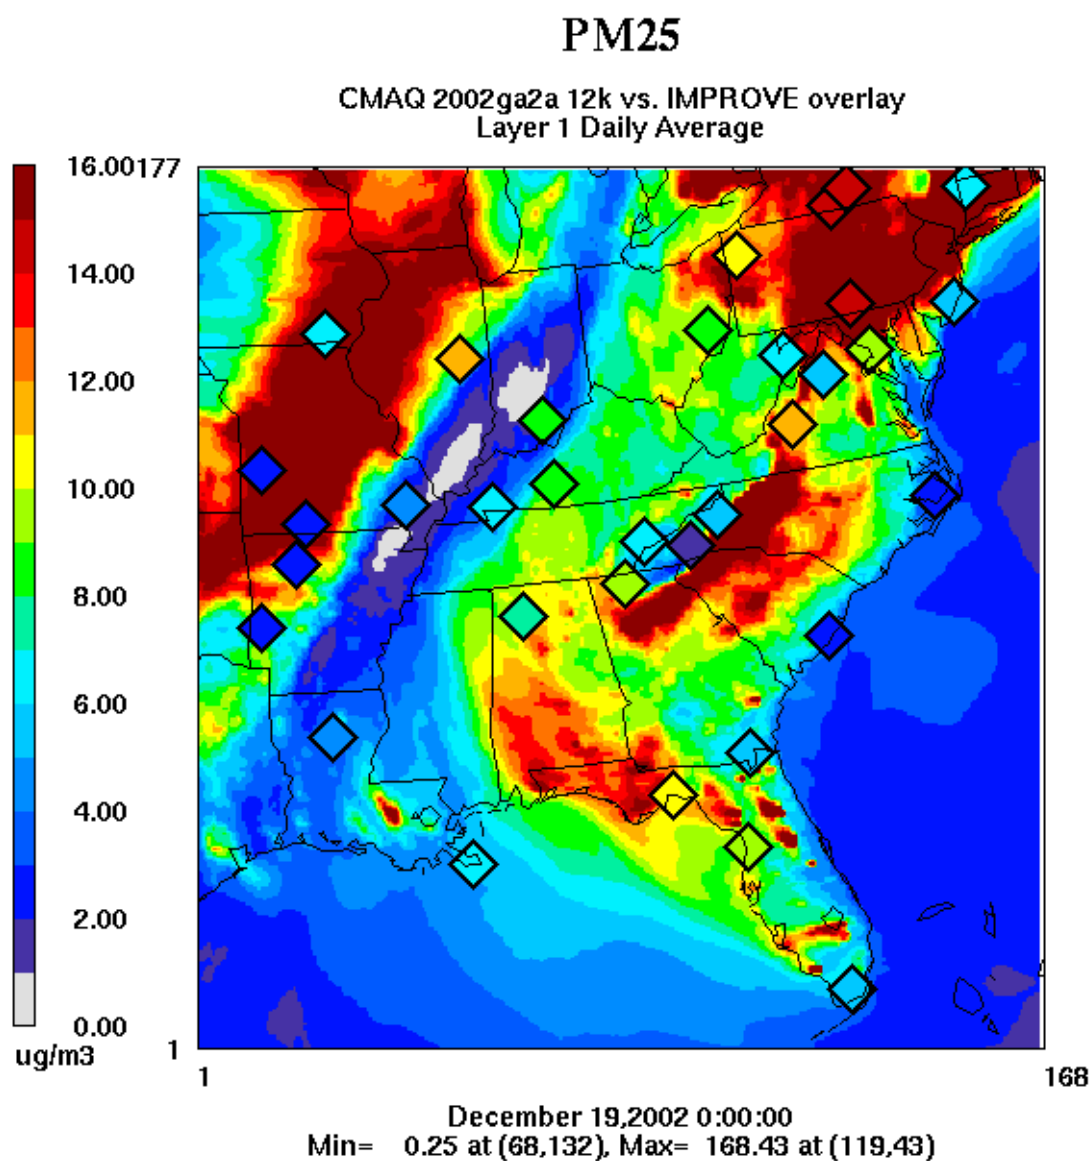 PM25
CMAQ 2002ga2a 12k vs. IMPROVE overlay
Layer 1 Daily Average
16.00
177
14.00
12.00
10.00
8.00
6.00
4.00
2.00
0.00
ug/m3
1
1
168
December 19,2002 0:00:00
Min= 0.25 at (68,132), Max= 168.43 at (119,43)